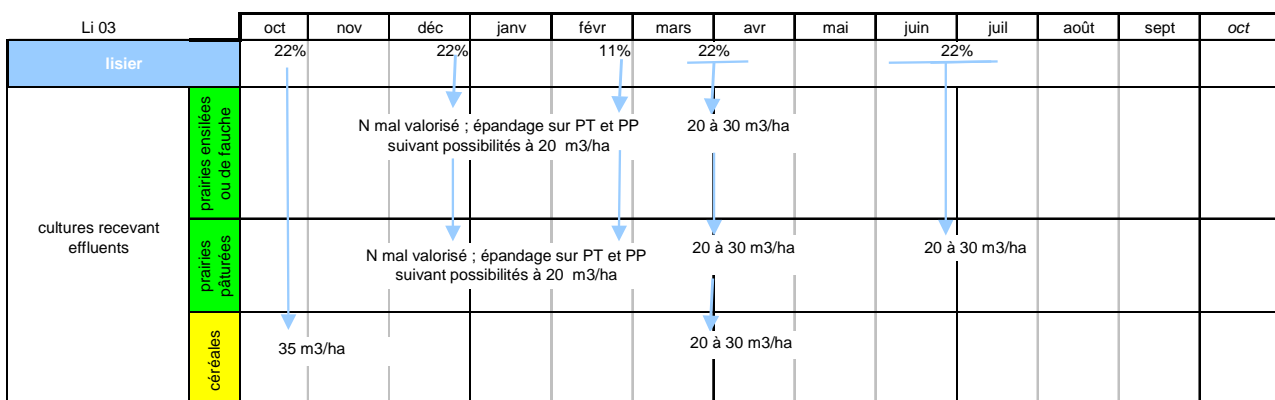 Li 03 oct nov déc janv févr mars avr mai juin juil août sept oct
lisier 22% 22% 11% 22% 22%
cultures recevant
effluents
prairies ensilées
ou de fauche
N mal valorisé ; épandage sur PT et PP
suivant possibilités à 20 m3/ha
20 à 30 m3/ha
prairies
pâturées
N mal valorisé ; épandage sur PT et PP
suivant possibilités à 20 m3/ha
20 à 30 m3/ha
20 à 30 m3/ha
céréales
35 m3/ha
20 à 30 m3/ha